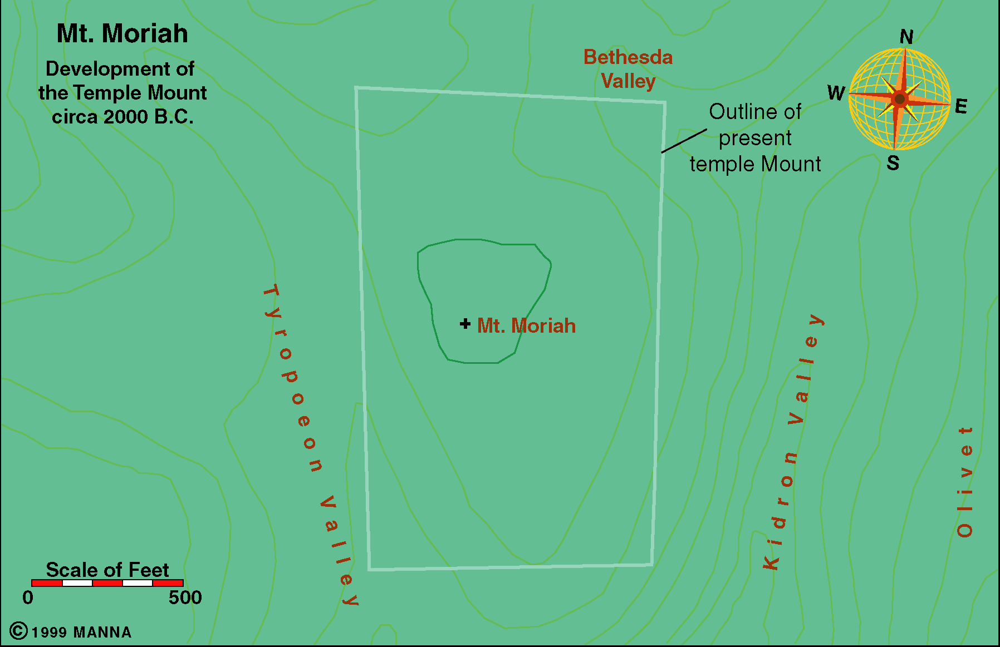 Mt. Moriah
Development of
the Temple Mount
circa 2000 B.C.
Bethesda
Valley
Outline of
present
temple Mount
N
W
E
S
Mt. Moriah
Tyropoeon Valley
Kidron Valley
Olivet
Scale of Feet
0 500
© 1999 MANNA